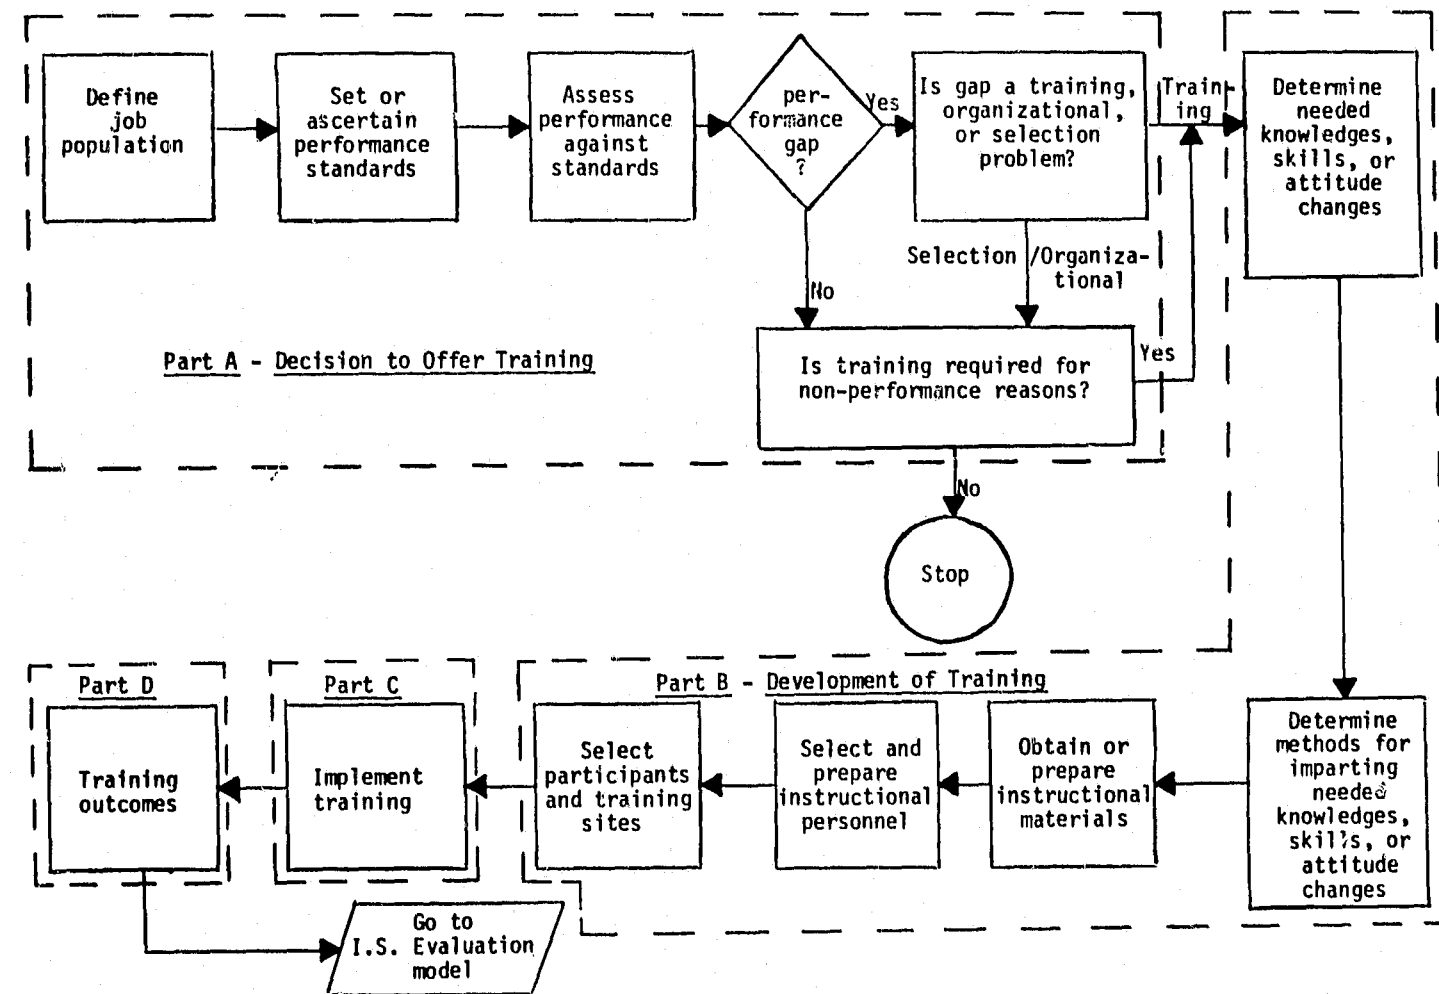 Define
job
population
Set or
ascertain
performance
standards
Assess
performance
against
standards
per-
formance
gap
?
Yes
Is gap a training,
organizational,
or selection
problem?
Train-
ing
Determine
needed
knowledges,
skills, or
attitude
changes
Selection /Organiza-
tional
No
Part A - Decision to Offer Training
Is training required for
non-performance reasons?
Yes
No
Stop
Part D
Part C
Part B - Development of Training
Training
outcomes
Implement
training
Select
participants
and training
sites
Select and
prepare
instructional
personnel
Obtain or
prepare
instructional
materials
Determine
methods for
imparting
needed
knowledges,
skills, or
attitude
changes
Go to
I.S. Evaluation
model